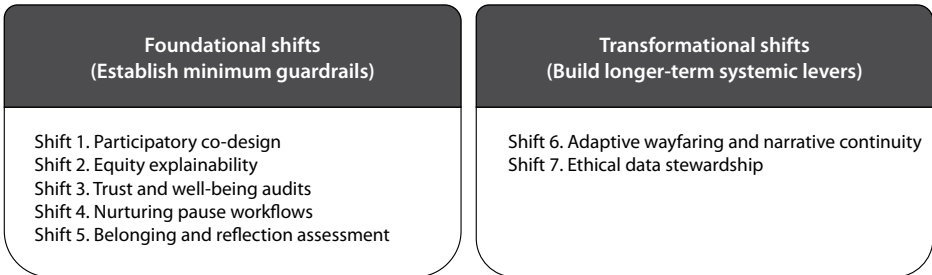 Foundational shifts
(Establish minimum guardrails)
Shift 1. Participatory co-design
Shift 2. Equity explainability
Shift 3. Trust and well-being audits
Shift 4. Nurturing pause workflows
Shift 5. Belonging and reflection assessment
Transformational shifts
(Build longer-term systemic levers)
Shift 6. Adaptive wayfaring and narrative continuity
Shift 7. Ethical data stewardship